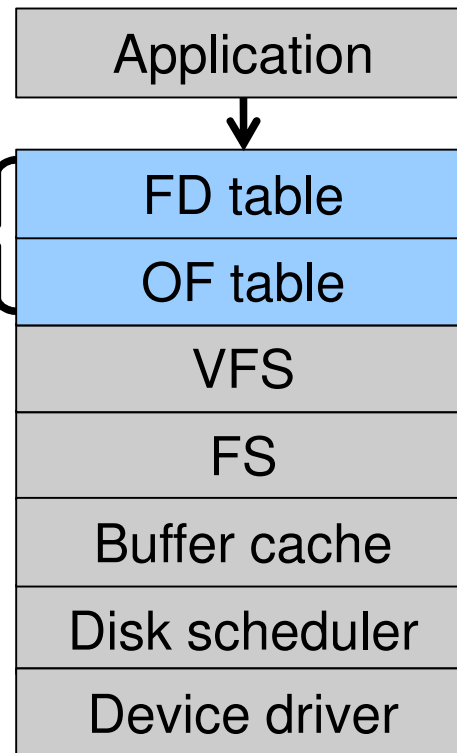 Application
FD table
OF table
VFS
FS
Buffer cache
Disk scheduler
Device driver